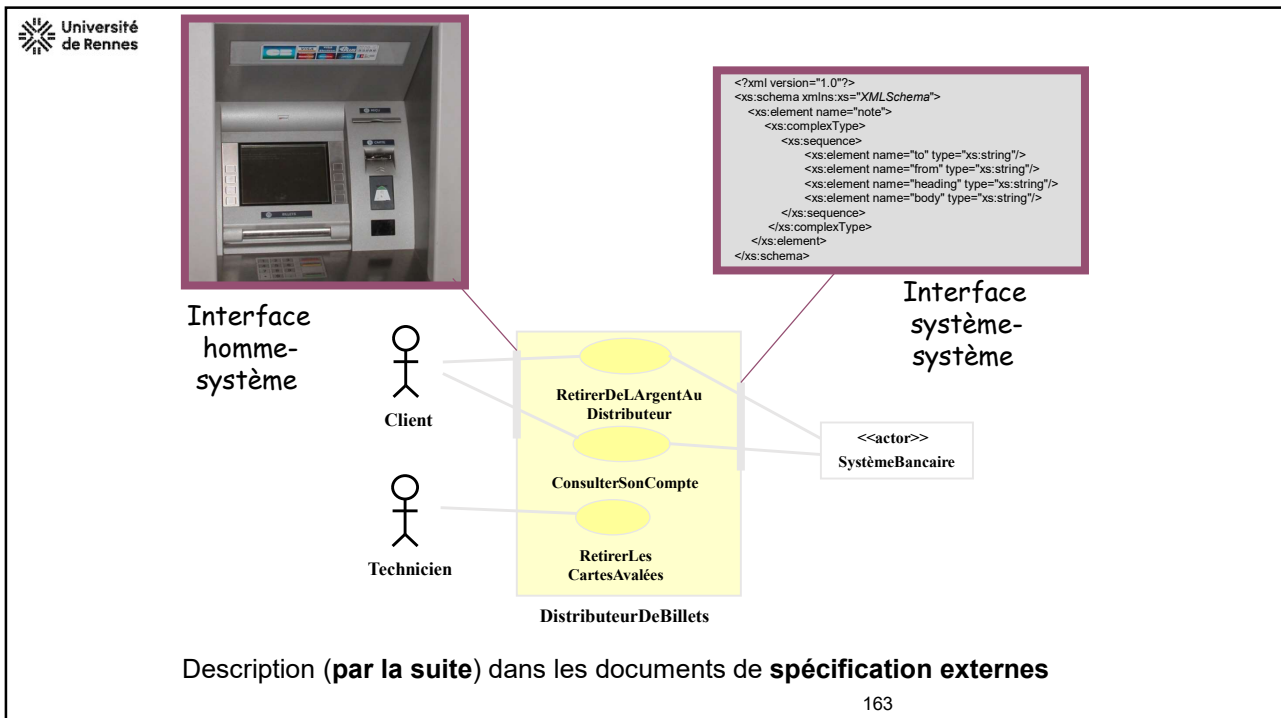 Université
de Rennes
<?xml version="1.0"?>
<xs:schema xmlns:xs="XMLSchema">
<xs:element name="note">
<xs:complexType>
<xs:sequence>
<xs:element name="to" type="xs:string"/>
<xs:element name="from" type="xs:string"/>
<xs:element name="heading" type="xs:string"/>
<xs:element name="body" type="xs:string"/>
</xs:sequence>
</xs:complexType>
</xs:element>
</xs:schema>
Interface
homme-
système
Interface
système-
système
Client
RetirerDeLArgentAu
Distributeur
<<actor>>
SystèmeBancaire
ConsulterSonCompte
Technicien
RetirerLes
CartesAvalées
DistributeurDeBillets
Description (par la suite) dans les documents de spécification externes
163